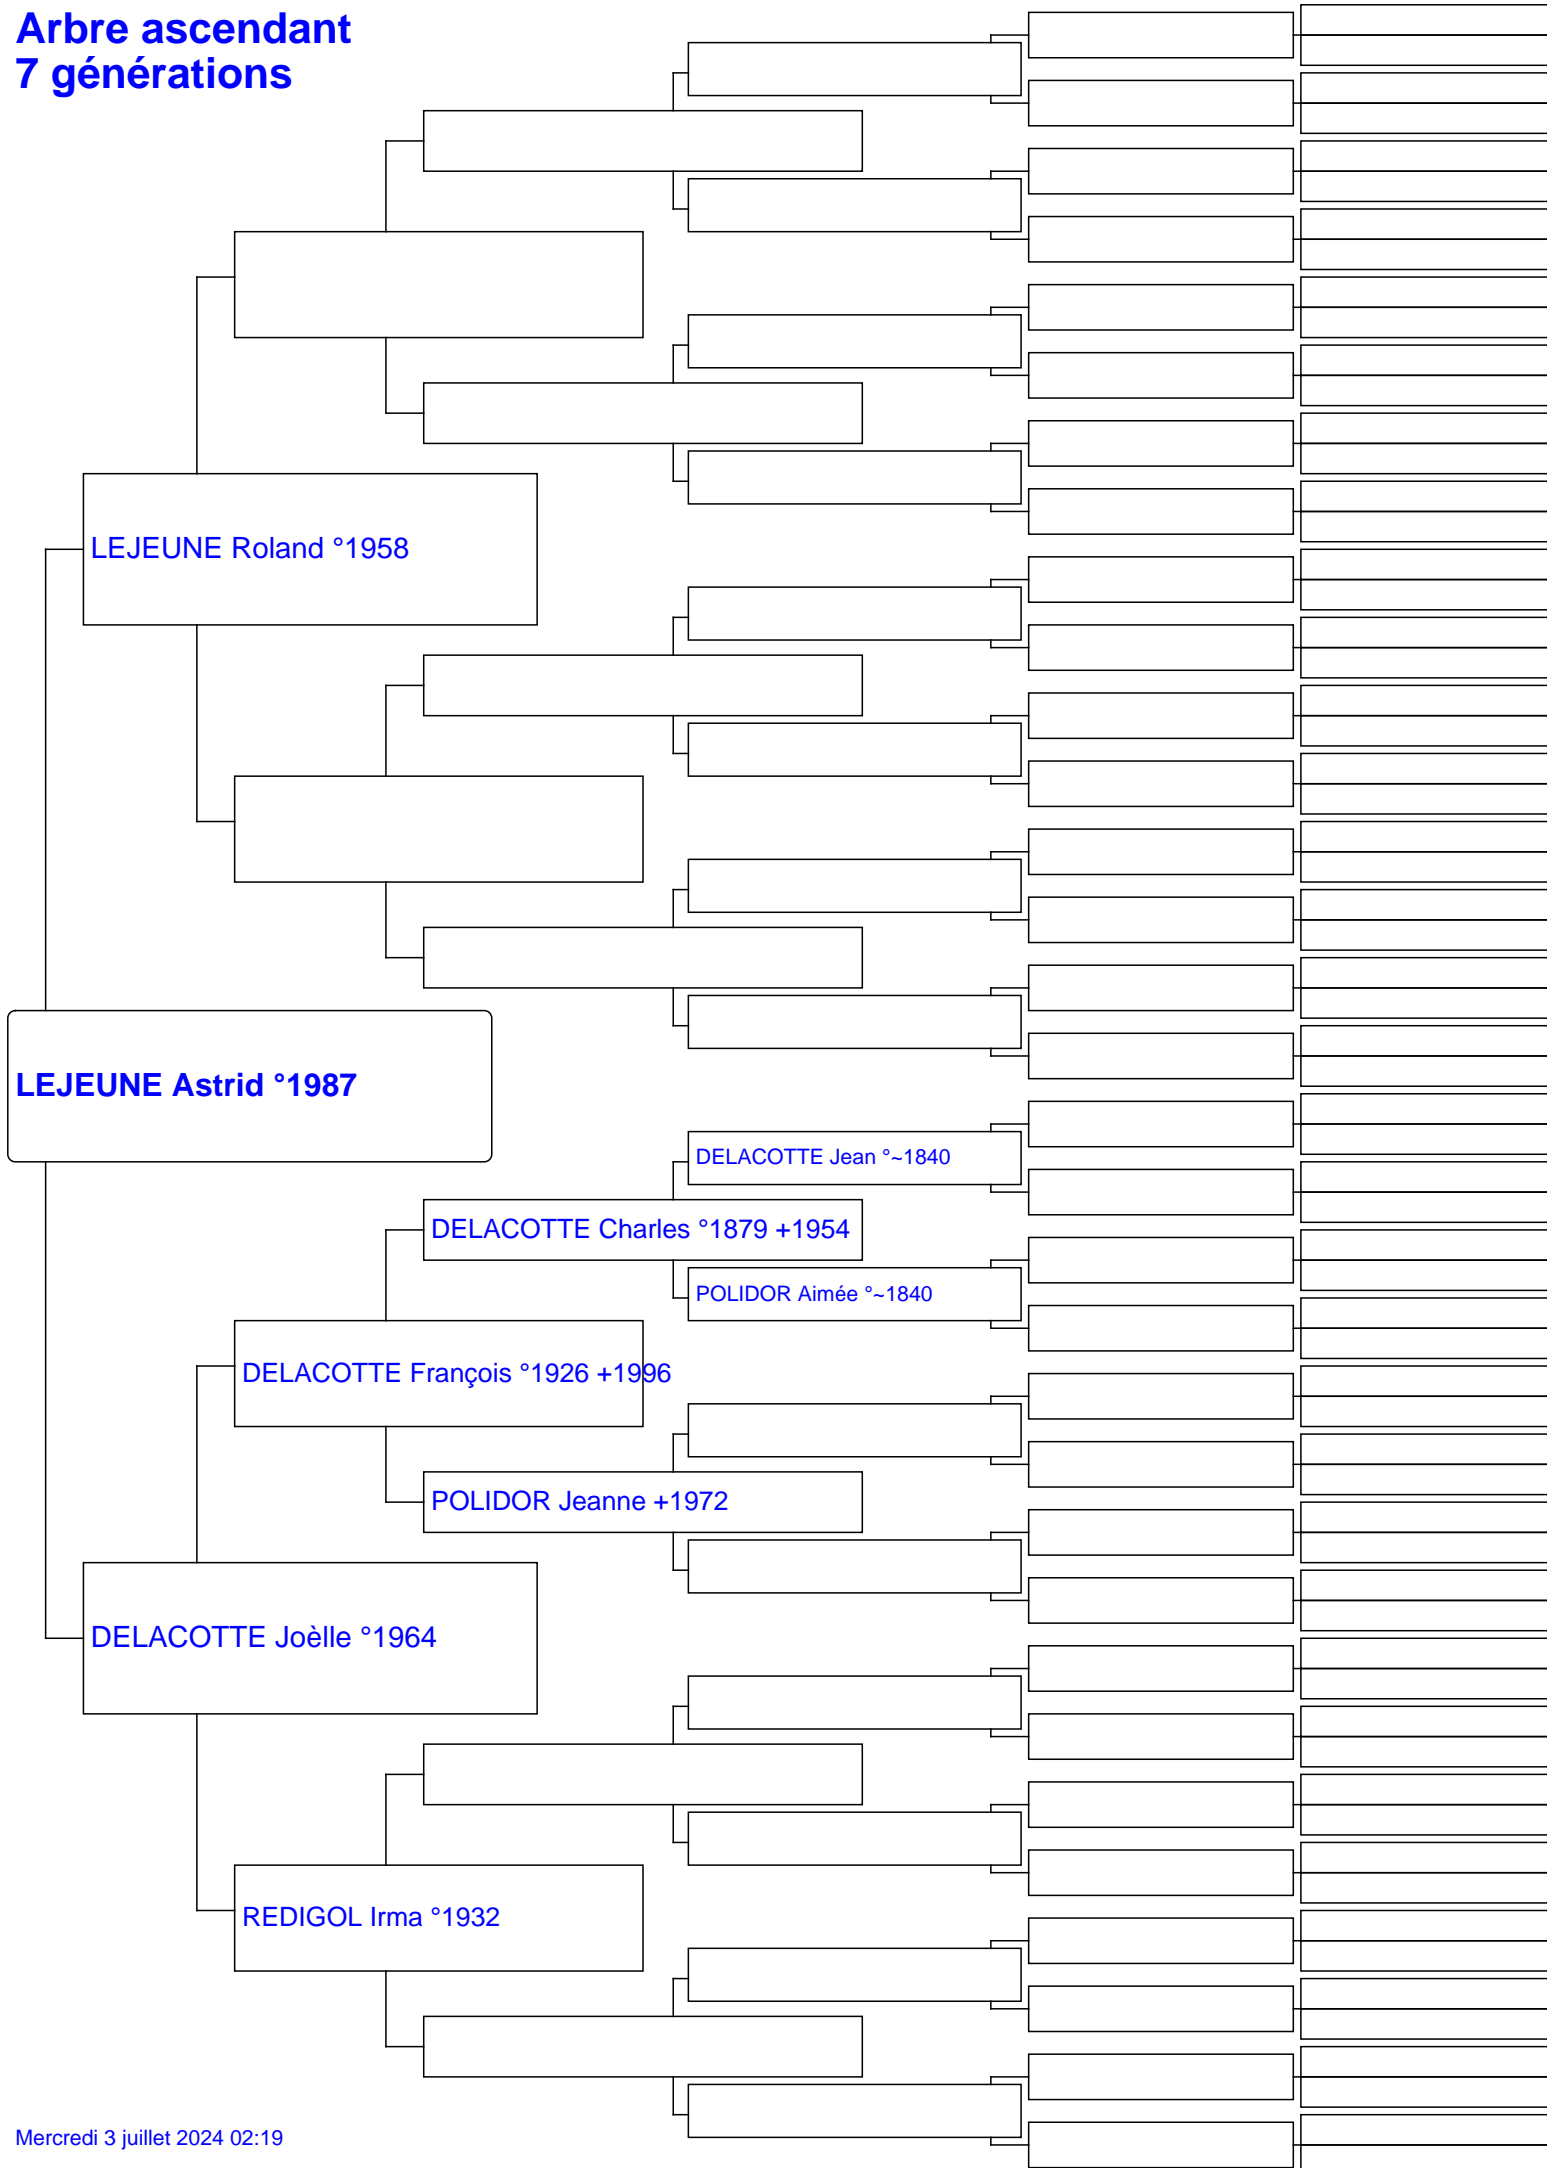 Arbre ascendant
7 générations
LEJEUNE Roland °1958
LEJEUNE Astrid °1987
DELACOTTE Jean °~1840
DELACOTTE Charles °1879 +1954
POLIDOR Aimée °~1840
DELACOTTE François °1926 +1996
POLIDOR Jeanne +1972
DELACOTTE Joèlle °1964
REDIGOL Irma °1932
Mercredi 3 juillet 2024 02:19